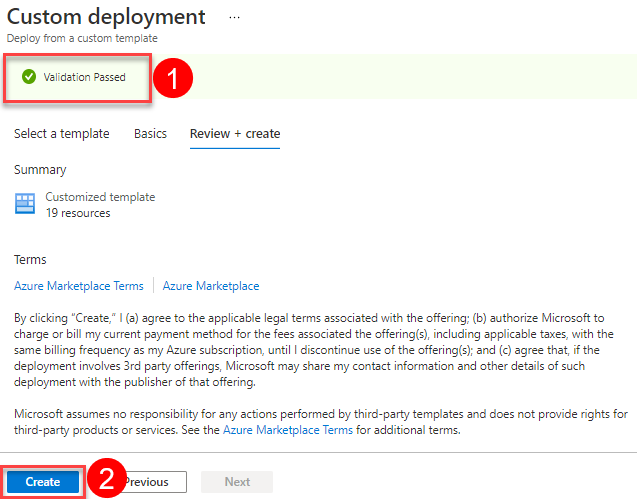 Custom deployment ...
Deploy from a custom template
Validation Passed
1
Select a template Basics Review + create
Summary
Customized template
19 resources
Terms
Azure Marketplace Terms Azure Marketplace
By clicking “Create,” I (a) agree to the applicable legal terms associated with the offering; (b) authorize Microsoft to
charge or bill my current payment method for the fees associated the offering(s), including applicable taxes, with the
same billing frequency as my Azure subscription, until I discontinue use of the offering(s); and (c) agree that, if the
deployment involves 3rd party offerings, Microsoft may share my contact information and other details of such
deployment with the publisher of that offering.
Microsoft assumes no responsibility for any actions performed by third-party templates and does not provide rights for
third-party products or services. See the Azure Marketplace Terms for additional terms.
Create 2 Previous Next